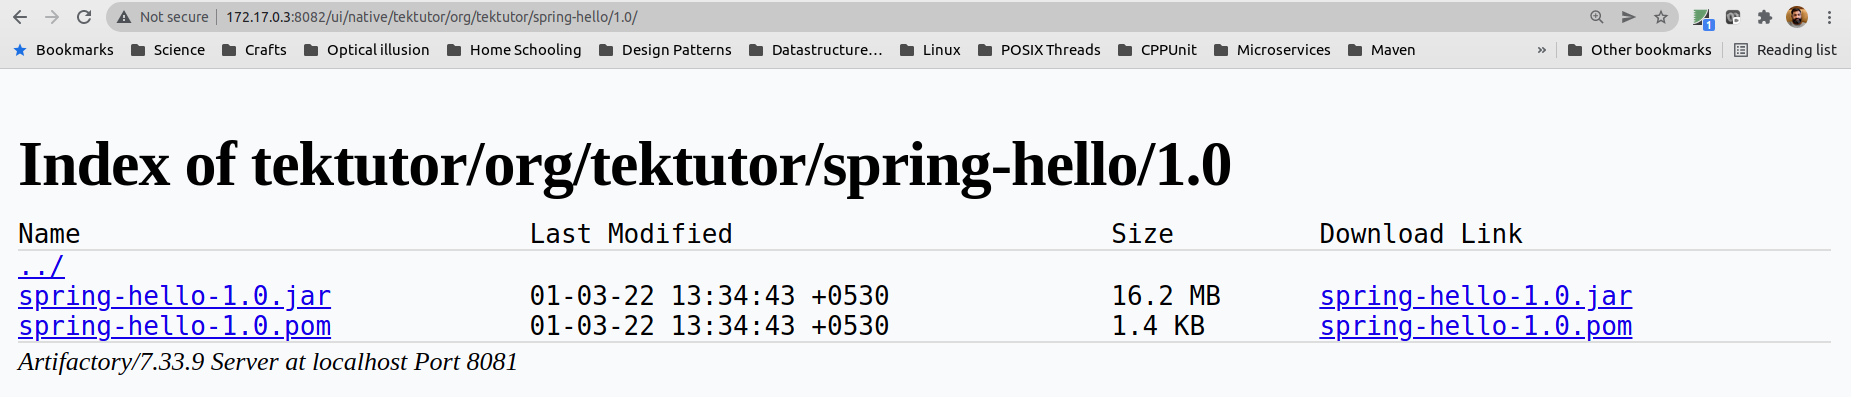 Not secure 172.17.0.3:8082/ui/native/tektutor/org/tektutor/spring-hello/1.0/
1
Bookmarks Science Crafts Optical illusion Home Schooling Design Patterns Datastructure... Linux POSIX Threads CPPUnit Microservices Maven » Other bookmarks Reading list
Index of tektutor/org/tektutor/spring-hello/1.0
Name Last Modified Size Download Link
../
spring-hello-1.0.jar 01-03-22 13:34:43 +0530 16.2 MB spring-hello-1.0.jar
spring-hello-1.0.pom 01-03-22 13:34:43 +0530 1.4 KB spring-hello-1.0.pom
Artifactory/7.33.9 Server at localhost Port 8081